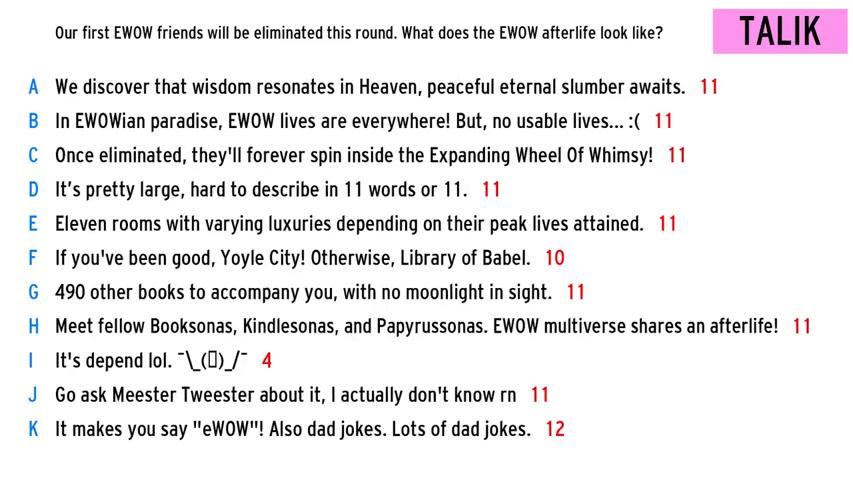 Our first EWOW friends will be eliminated this round. What does the EWOW afterlife look like?
TALIK
A We discover that wisdom resonates in Heaven, peaceful eternal slumber awaits. 11
B In EWOWian paradise, EWOW lives are everywhere! But, no usable lives... :( 11
C Once eliminated, they'll forever spin inside the Expanding Wheel Of Whimsy! 11
D It’s pretty large, hard to describe in 11 words or 11. 11
E Eleven rooms with varying luxuries depending on their peak lives attained. 11
F If you've been good, Yoyle City! Otherwise, Library of Babel. 10
G 490 other books to accompany you, with no moonlight in sight. 11
H Meet fellow Booksonas, Kindlesonas, and Papyrussonas. EWOW multiverse shares an afterlife! 11
I It's depend lol. ¯\_(▯)_/¯ 4
J Go ask Meester Tweester about it, I actually don't know rn 11
K It makes you say "eWOW"! Also dad jokes. Lots of dad jokes. 12